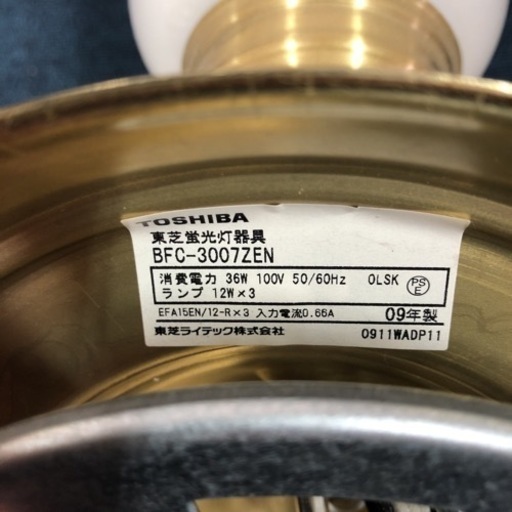 TOSHIBA
東芝蛍光灯器具
BFC-3007ZEN
消費電力 36W 100V 50/60Hz OLSK PSE
ランプ 12W×3
EFA15EN/12-R×3 入力電流0.66A 09年製
東芝ライテック株式会社 0911WADP11